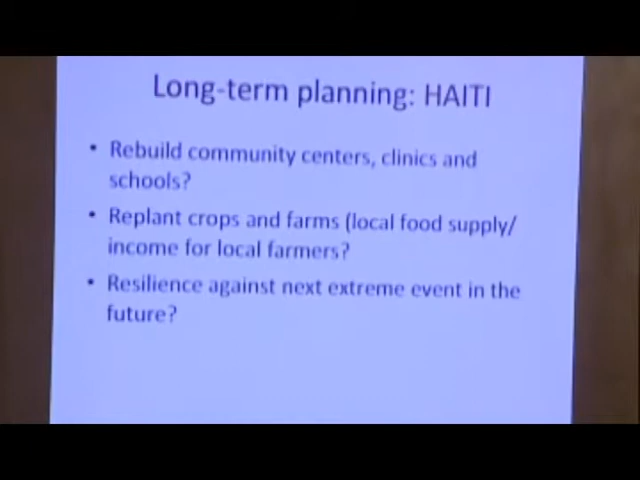 Long-term planning: HAITI
• Rebuild community centers, clinics and
schools?
• Replant crops and farms (local food supply/
income for local farmers?
• Resilience against next extreme event in the
future?